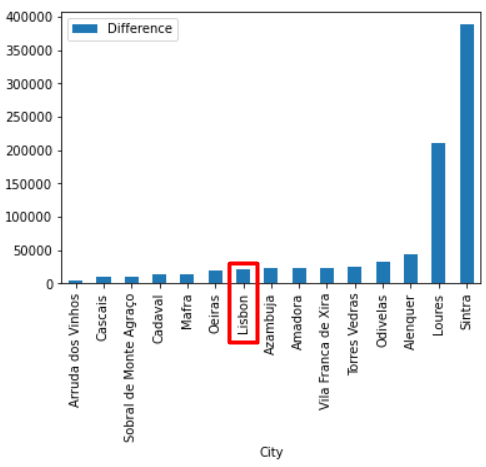 400000
350000
300000
250000
200000
150000
100000
50000
0
Difference
Arruda dos Vinhos
Cascais
Sobral de Monte Agraço
Cadaval
Mafra
Oeiras
Lisbon
Azambuja
Amadora
Vila Franca de Xira
Torres Vedras
Odivelas
Alenquer
Loures
Sintra
City